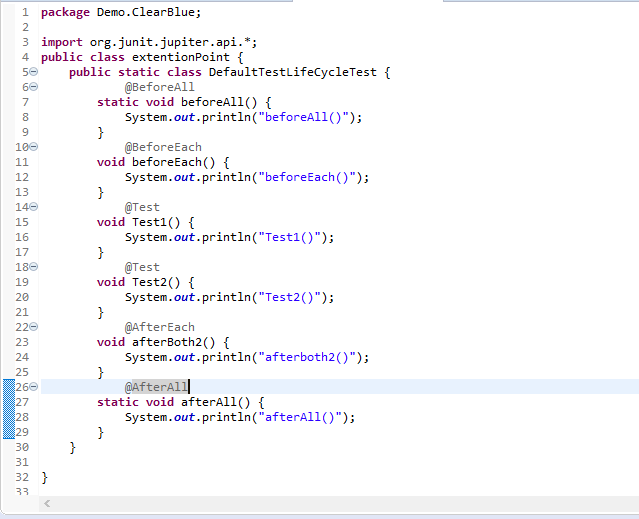 1 package Demo.ClearBlue;
2
3 import org.junit.jupiter.api.*;
4 public class extentionPoint {
5 public static class DefaultTestLifeCycleTest {
6 @BeforeAll
7 static void beforeAll() {
8 System.out.println("beforeAll()");
9 }
10 @BeforeEach
11 void beforeEach() {
12 System.out.println("beforeEach()");
13 }
14 @Test
15 void Test1() {
16 System.out.println("Test1()");
17 }
18 @Test
19 void Test2() {
20 System.out.println("Test2()");
21 }
22 @AfterEach
23 void afterBoth2() {
24 System.out.println("afterboth2()");
25 }
26 @AfterAll
27 static void afterAll() {
28 System.out.println("afterAll()");
29 }
30 }
31
32 }
33